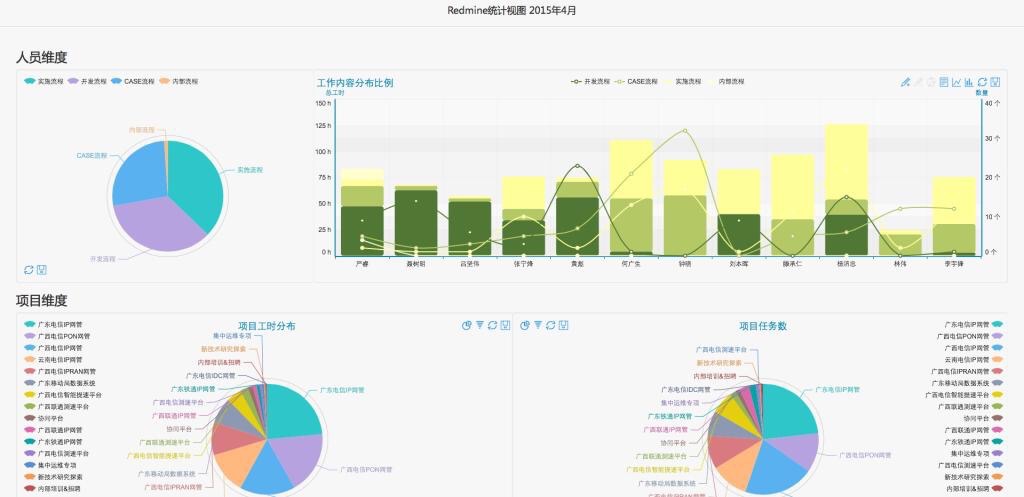 Redmine统计视图 2015年4月
人员维度
实施流程 开发流程 CASE流程 内部流程
内部流程
CASE流程
实施流程
开发流程
工作内容分布比例
开发流程 CASE流程 实施流程 内部流程
总工时
数量
150 h
125 h
100 h
75 h
50 h
25 h
0 h
40 个
30 个
20 个
10 个
0 个
严睿 聂树昭 吕坚伟 张宁烽 黄彪 何广生 钟晓 刘本晖 滕承仁 杨洪忠 林伟 李宇锋
项目维度
广东电信IP网管
广西电信PON网管
广西电信IP网管
云南电信IP网管
广西电信IPRAN网管
广东移动局数据系统
广西电信智能提速平台
广西联通测速平台
协同平台
广西联通IP网管
广东铁通IP网管
广西电信测速平台
集中运维专项
新技术研究探索
内部培训&招聘
项目工时分布
集中运维专项
新技术研究探索
内部培训&招聘
广东电信IDC网管
广东铁通IP网管
广西电信测速平台
广西联通IP网管
协同平台
广西联通测速平台
广西电信智能提速平台
广东移动局数据系统
广西电信IPRAN网管
广东电信IP网管
广西电信PON网管
项目任务数
广西电信测速平台
新技术研究探索
内部培训&招聘
广东电信IDC网管
集中运维专项
广东铁通IP网管
广西联通IP网管
协同平台
广西联通测速平台
广西电信智能提速平台
广东移动局数据系统
广西电信IPRAN网管
广东电信IP网管
广西电信PON网管
广东电信IP网管
广西电信PON网管
广西电信IP网管
云南电信IP网管
广西电信IPRAN网管
广东移动局数据系统
广西电信智能提速平台
广西联通测速平台
协同平台
广西联通IP网管
广东铁通IP网管
集中运维专项
广西电信测速平台
新技术研究探索
内部培训&招聘